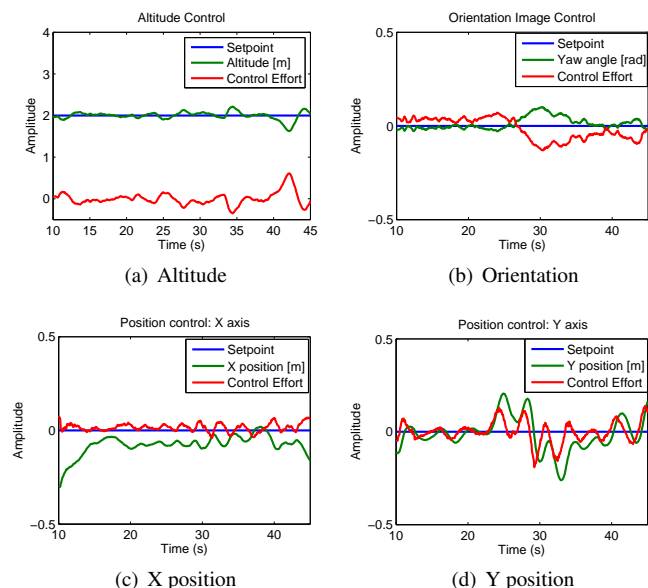 Altitude Control
4
3
2
1
0
Amplitude
Setpoint
Altitude [m]
Control Effort
10 15 20 25 30 35 40 45
Time (s)
(a) Altitude
Orientation Image Control
0.5
0
−0.5
Amplitude
Setpoint
Yaw angle [rad]
Control Effort
10 20 30 40
Time (s)
(b) Orientation
Position control: X axis
0.5
0
−0.5
Amplitude
Setpoint
X position [m]
Control Effort
10 20 30 40
Time (s)
(c) X position
Position control: Y axis
0.5
0
−0.5
Amplitude
Setpoint
Y position [m]
Control Effort
10 20 30 40
Time (s)
(d) Y position